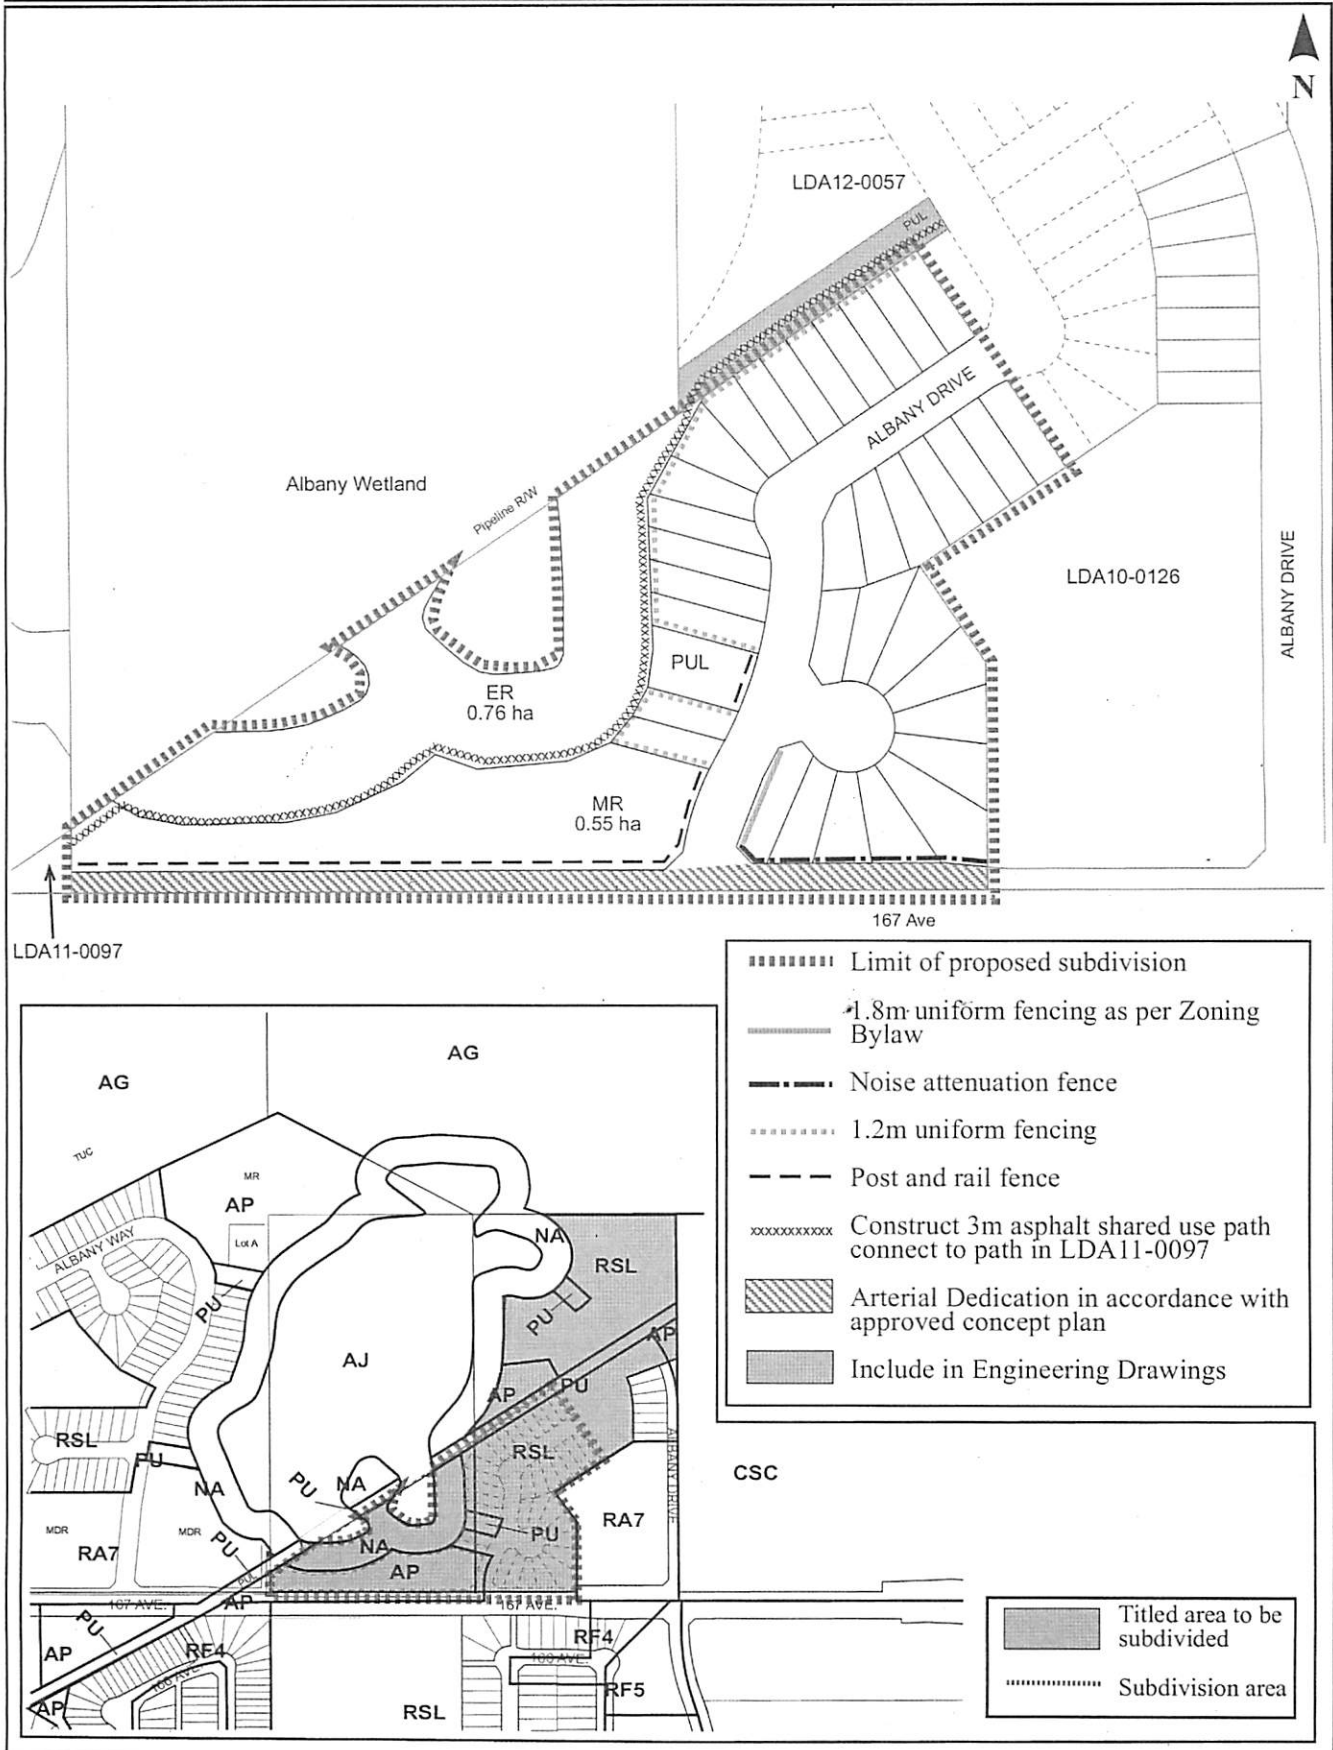 N
LDA12-0057
PUL
ALBANY DRIVE
Albany Wetland
Pipeline R/W
LDA10-0126
ALBANY DRIVE
PUL
ER
0.76 ha
MR
0.55 ha
167 Ave
LDA11-0097
Limit of proposed subdivision
1.8m uniform fencing as per Zoning
Bylaw
Noise attenuation fence
1.2m uniform fencing
Post and rail fence
Construct 3m asphalt shared use path
connect to path in LDA11-0097
Arterial Dedication in accordance with
approved concept plan
Include in Engineering Drawings
AG
AG
TUC
MR
AP
Lot A
ALBANY WAY
PU
NA
RSL
PU
AP
AJ
AP
PU
RSL
RSL
PU
NA
PU
NA
ALBANY DRIVE
CSC
MDR
MDR
RA7
PU
PUL
NA
AP
PU
RA7
167 AVE.
AP
167 AVE.
PU
AP
RF4
RF4
AP
RSL
RF5
Titled area to be
subdivided
Subdivision area